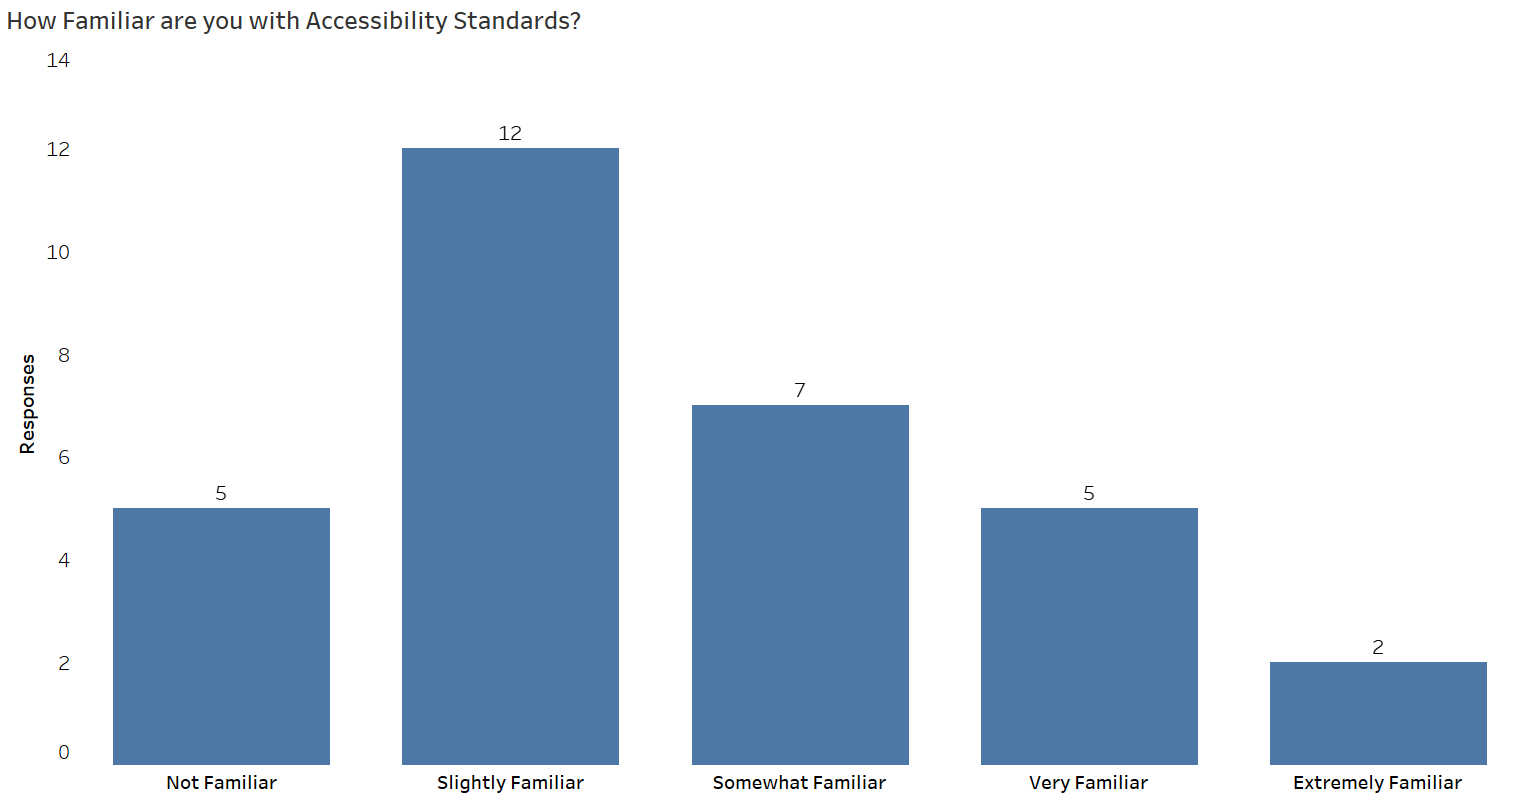 How Familiar are you with Accessibility Standards?
14
12
12
10
8
7
Responses
6
5
5
4
2
2
0
Not Familiar
Slightly Familiar
Somewhat Familiar
Very Familiar
Extremely Familiar